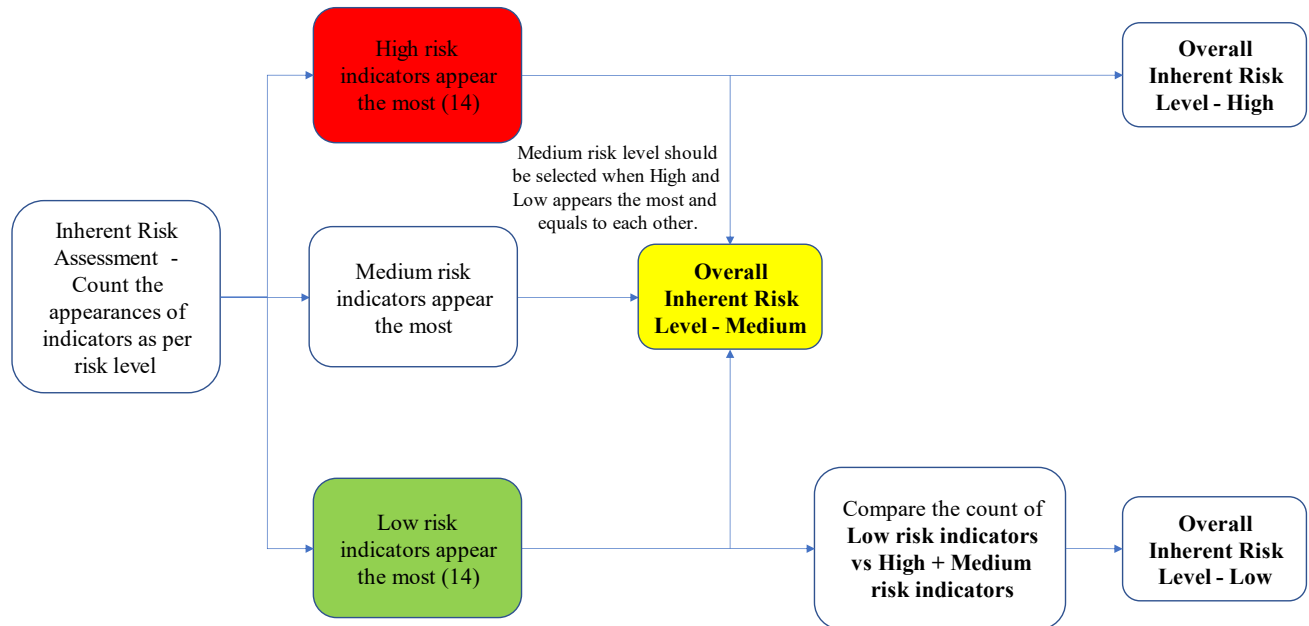 High risk
indicators appear
the most (14)
Overall
Inherent Risk
Level - High
Medium risk level should
be selected when High and
Low appears the most and
equals to each other.
Inherent Risk
Assessment -
Count the
appearances of
indicators as per
risk level
Medium risk
indicators appear
the most
Overall
Inherent Risk
Level - Medium
Low risk
indicators appear
the most (14)
Compare the count of
Low risk indicators
vs High + Medium
risk indicators
Overall
Inherent Risk
Level - Low